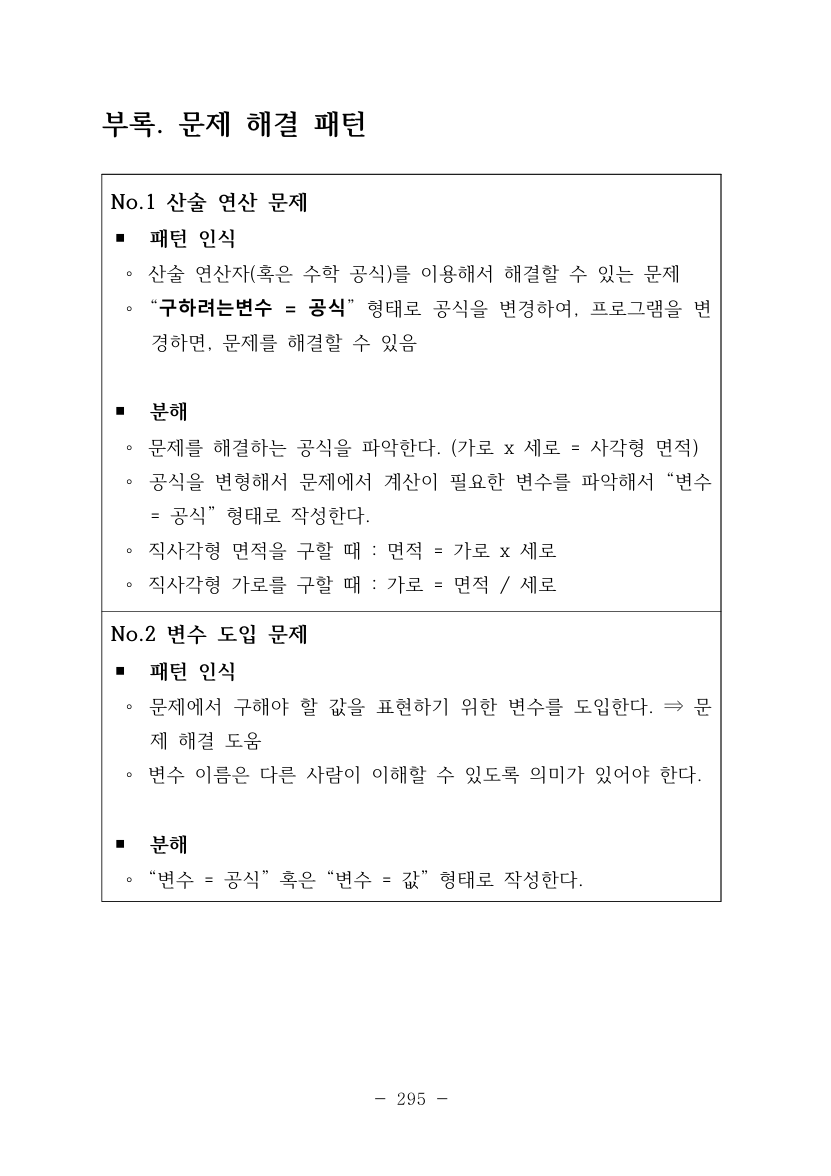 부록. 문제 해결 패턴
No.1 산술 연산 문제
■ 패턴 인식
◦ 산술 연산자(혹은 수학 공식)를 이용해서 해결할 수 있는 문제
◦ “구하려는변수 = 공식” 형태로 공식을 변경하여, 프로그램을 변
경하면, 문제를 해결할 수 있음
■ 분해
◦ 문제를 해결하는 공식을 파악한다. (가로 x 세로 = 사각형 면적)
◦ 공식을 변형해서 문제에서 계산이 필요한 변수를 파악해서 “변수
= 공식” 형태로 작성한다.
◦ 직사각형 면적을 구할 때 : 면적 = 가로 x 세로
◦ 직사각형 가로를 구할 때 : 가로 = 면적 / 세로
No.2 변수 도입 문제
■ 패턴 인식
◦ 문제에서 구해야 할 값을 표현하기 위한 변수를 도입한다. ⇒ 문
제 해결 도움
◦ 변수 이름은 다른 사람이 이해할 수 있도록 의미가 있어야 한다.
■ 분해
◦ “변수 = 공식” 혹은 “변수 = 값” 형태로 작성한다.
- 295 -